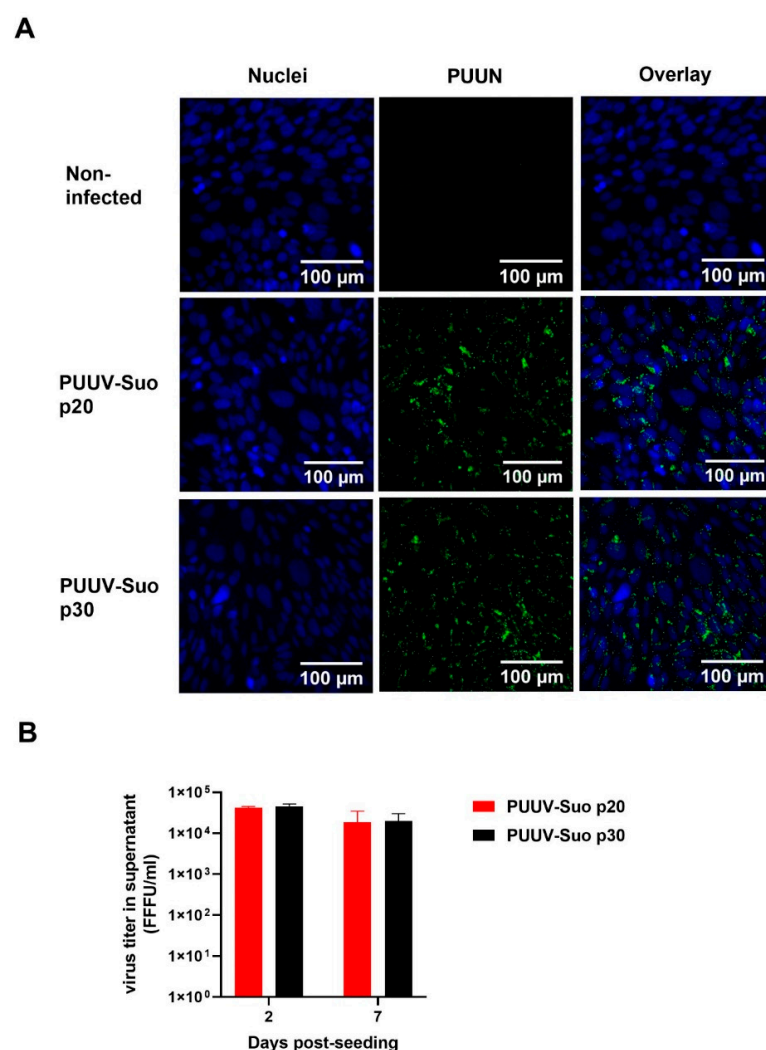 A
Nuclei PUUN Overlay
Non-
infected
100 µm 100 µm 100 µm
PUUV-Suo
p20
100 µm 100 µm 100 µm
PUUV-Suo
p30
100 µm 100 µm 100 µm
B
virus titer in supernatant
(FFFU/ml)
1×10⁵
1×10⁴
1×10³
1×10²
1×10¹
1×10⁰
2 7
Days post-seeding
PUUV-Suo p20
PUUV-Suo p30